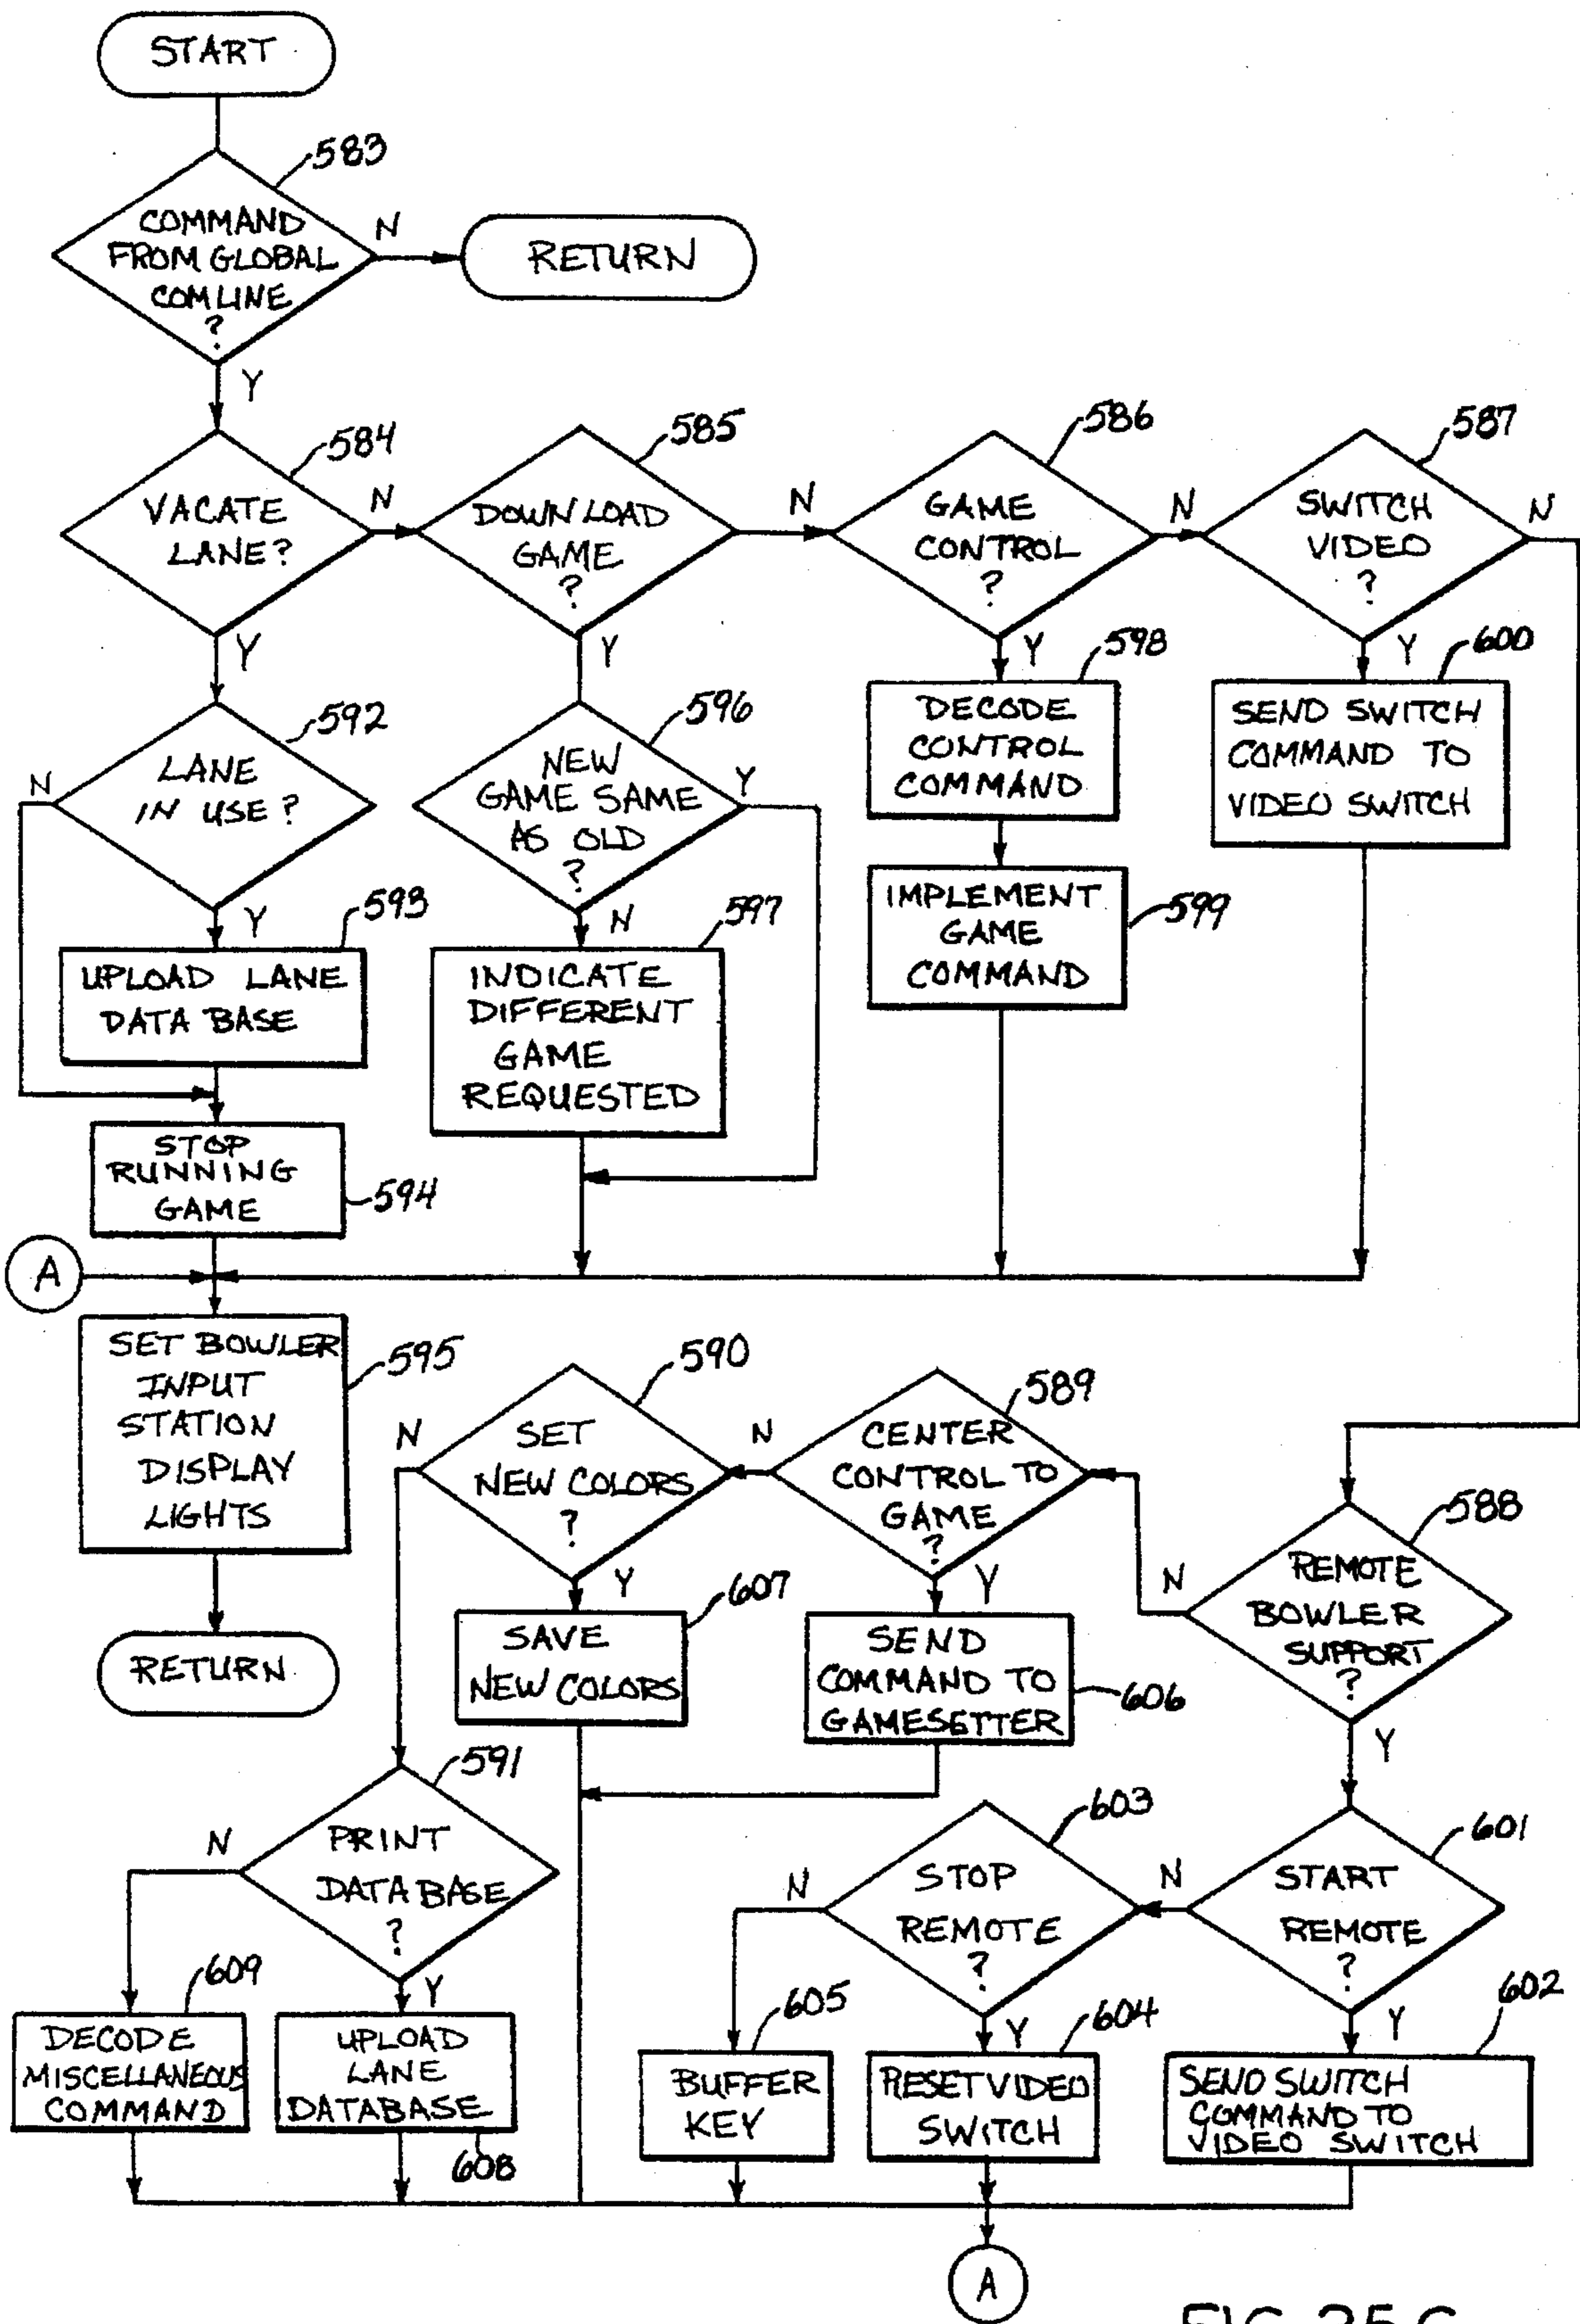 START
583
COMMAND
FROM GLOBAL
COMLINE
?
N
RETURN
Y
584
VACATE
LANE?
N
585
DOWNLOAD
GAME
?
N
586
GAME
CONTROL
?
N
587
SWITCH
VIDEO
?
N
Y
Y
Y
598
Y
600
592
LANE
IN USE?
N
596
NEW
GAME SAME
AS OLD
?
Y
DECODE
CONTROL
COMMAND
SEND SWITCH
COMMAND TO
VIDEO SWITCH
Y
593
UPLOAD LANE
DATA BASE
N
597
INDICATE
DIFFERENT
GAME
REQUESTED
IMPLEMENT
GAME
COMMAND
599
STOP
RUNNING
GAME
594
A
SET BOWLER
INPUT
STATION
DISPLAY
LIGHTS
595
RETURN
590
SET
NEW COLORS
?
N
Y
589
CENTER
CONTROL TO
GAME
?
N
Y
588
REMOTE
BOWLER
SUPPORT
?
N
Y
607
SAVE
NEW COLORS
SEND
COMMAND TO
GAMESETTER
606
591
PRINT
DATA BASE
?
N
Y
603
STOP
REMOTE
?
N
Y
601
START
REMOTE
?
N
Y
609
DECODE
MISCELLANEOUS
COMMAND
UPLOAD
LANE
DATABASE
608
605
BUFFER
KEY
604
RESET VIDEO
SWITCH
602
SEND SWITCH
COMMAND TO
VIDEO SWITCH
A